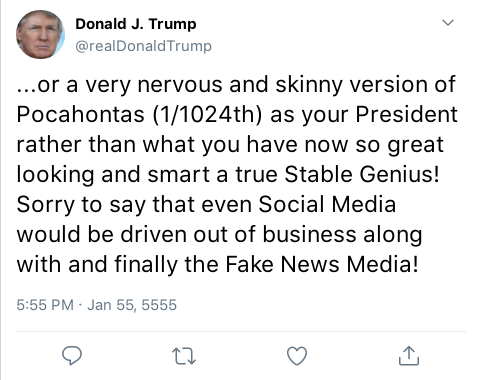 Donald J. Trump
@realDonaldTrump
...or a very nervous and skinny version of
Pocahontas (1/1024th) as your President
rather than what you have now so great
looking and smart a true Stable Genius!
Sorry to say that even Social Media
would be driven out of business along
with and finally the Fake News Media!
5:55 PM · Jan 55, 5555